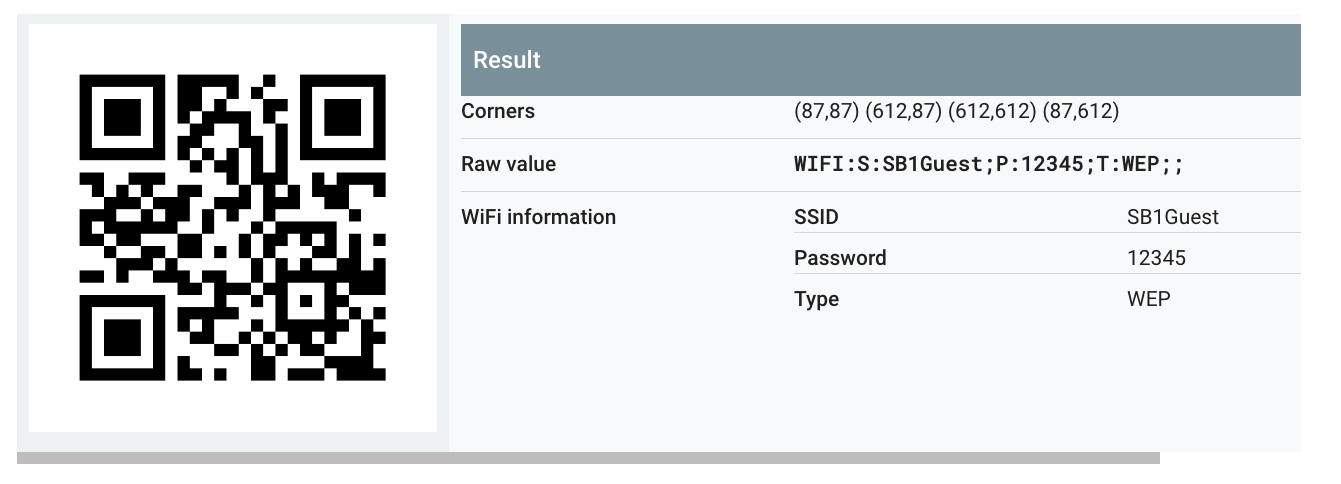 Result
Corners (87,87) (612,87) (612,612) (87,612)
Raw value WIFI:S:SB1Guest;P:12345;T:WEP;;
WiFi information SSID SB1Guest
Password 12345
Type WEP